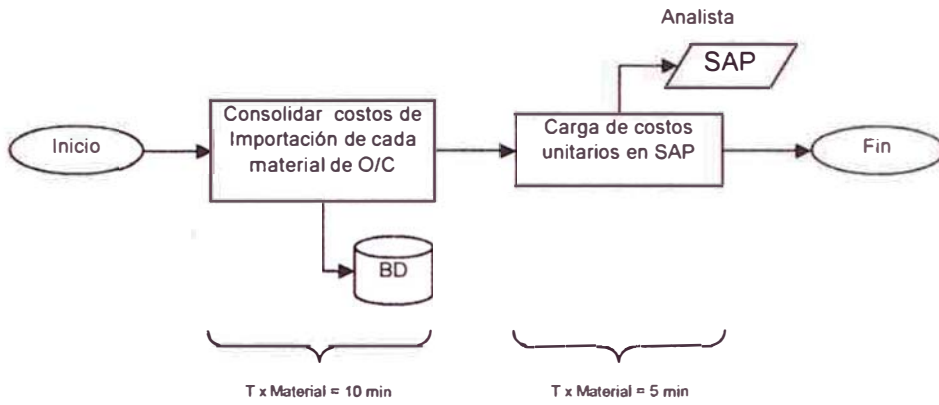 Analista
SAP
Inicio
Consolidar costos de
Importación de cada
material de O/C
Carga de costos
unitarios en SAP
Fin
BD
T x Material = 10 min
T x Material = 5 min